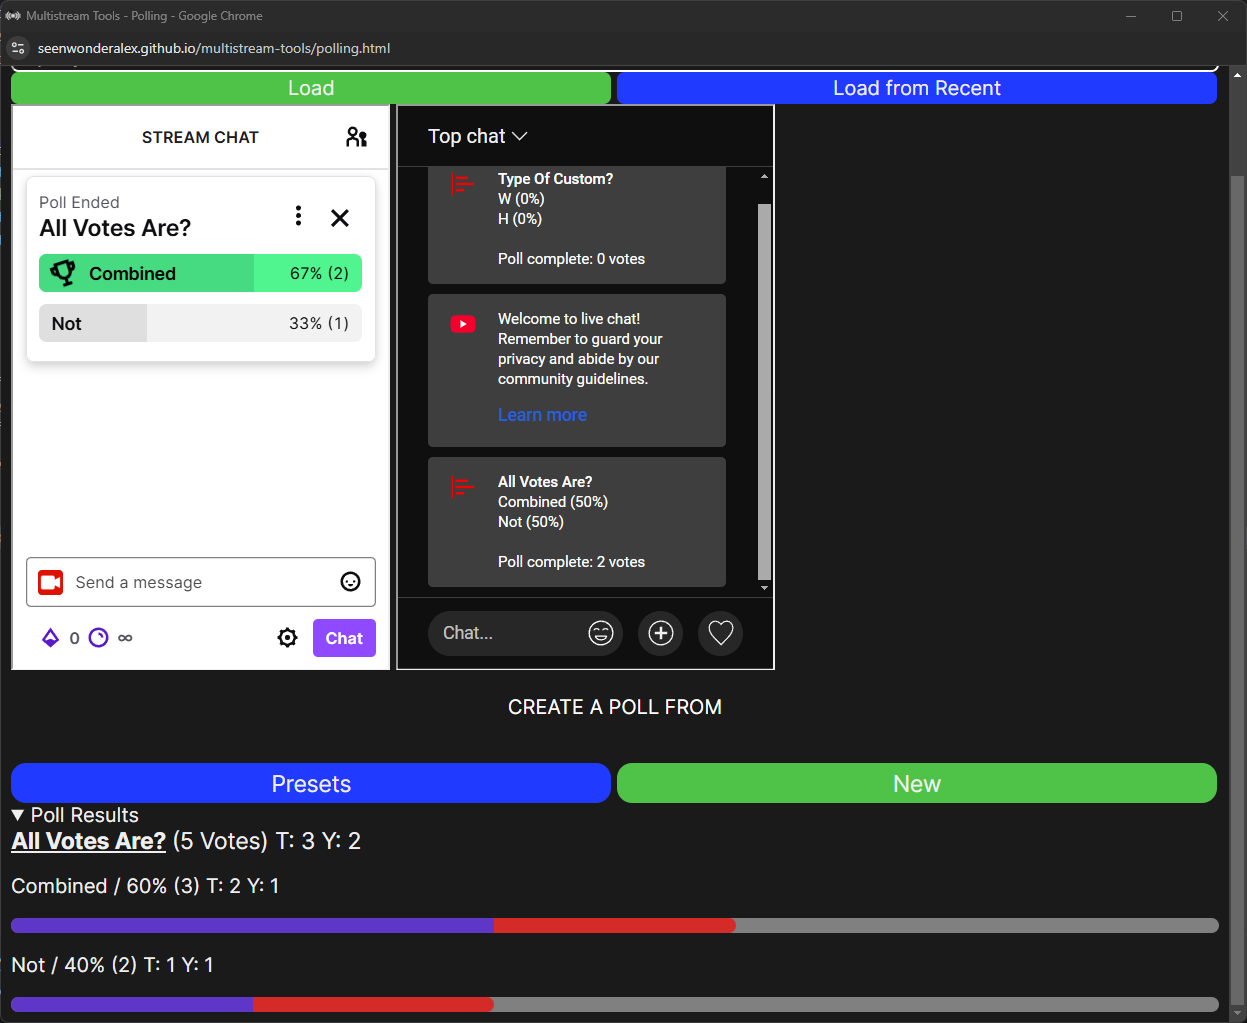 Multistream Tools - Polling - Google Chrome
seenwonderalex.github.io/multistream-tools/polling.html
Load
Load from Recent
STREAM CHAT
Poll Ended
All Votes Are?
Combined 67% (2)
Not 33% (1)
Send a message
0 ∞
Chat
Top chat
Type Of Custom?
W (0%)
H (0%)
Poll complete: 0 votes
Welcome to live chat!
Remember to guard your
privacy and abide by our
community guidelines.
Learn more
All Votes Are?
Combined (50%)
Not (50%)
Poll complete: 2 votes
Chat...
CREATE A POLL FROM
Presets
New
▼ Poll Results
All Votes Are? (5 Votes) T: 3 Y: 2
Combined / 60% (3) T: 2 Y: 1
Not / 40% (2) T: 1 Y: 1